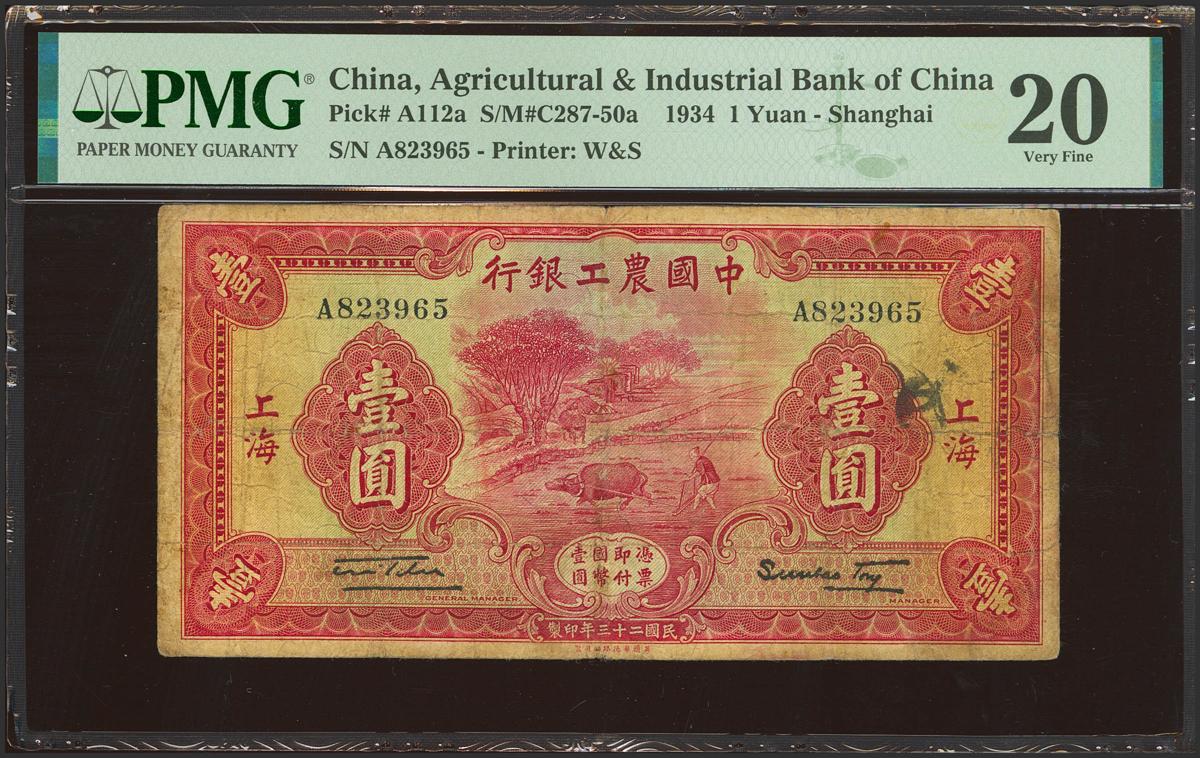 PMG®
PAPER MONEY GUARANTY
China, Agricultural & Industrial Bank of China
Pick# A112a S/M#C287-50a 1934 1 Yuan - Shanghai
S/N A823965 - Printer: W&S
20
Very Fine
行銀工農國中
壹
壹
A823965
A823965
壹圓
壹圓
上海
上海
憑票即付國幣壹圓
GENERAL MANAGER.
MANAGER.
壹
壹
製印年三十二國民